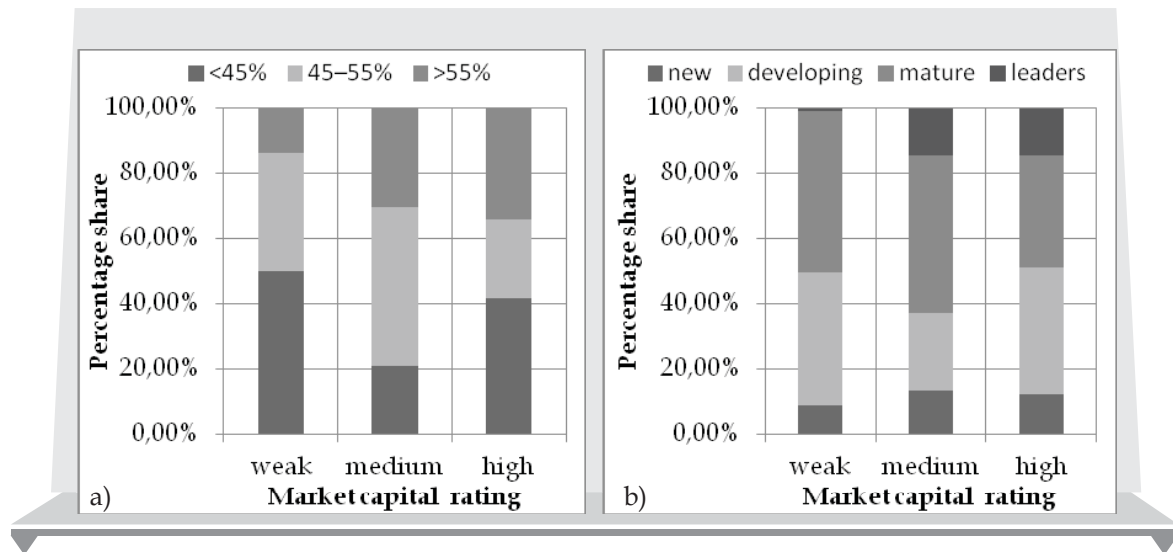 <45% 45–55% >55%
100,00%
80,00%
60,00%
40,00%
20,00%
0,00%
Percentage share
weak medium high
Market capital rating
a)
new developing mature leaders
100,00%
80,00%
60,00%
40,00%
20,00%
0,00%
Percentage share
weak medium high
Market capital rating
b)